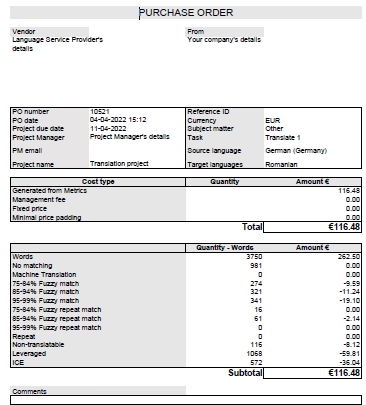 PURCHASE ORDER
Vendor From
Language Service Provider's Your company's details
details
PO number 10521 Reference ID
PO date 04-04-2022 15:12 Currency EUR
Project due date 11-04-2022 Subject matter Other
Project Manager Project Manager's details Task Translate 1
PM email Source language German (Germany)
Project name Translation project Target languages Romanian
Cost type Quantity Amount €
Generated from Metrics 116.48
Management fee 0.00
Fixed price 0.00
Minimal price padding 0.00
Total €116.48
Quantity - Words Amount €
Words 3750 262.50
No matching 981 0.00
Machine Translation 0 0.00
75-84% Fuzzy match 274 -9.59
85-94% Fuzzy match 321 -11.24
95-99% Fuzzy match 341 -19.10
75-84% Fuzzy repeat match 16 0.00
85-94% Fuzzy repeat match 61 -2.14
95-99% Fuzzy repeat match 0 0.00
Repeat 0 0.00
Non-translatable 116 -8.12
Leveraged 1068 -59.81
ICE 572 -36.04
Subtotal €116.48
Comments